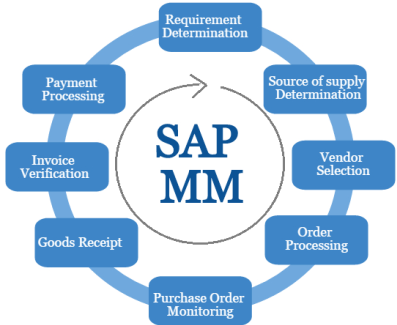 Requirement
Determination
Source of supply
Determination
Vendor
Selection
Order
Processing
Purchase Order
Monitoring
Goods Receipt
Invoice
Verification
Payment
Processing
SAP
MM